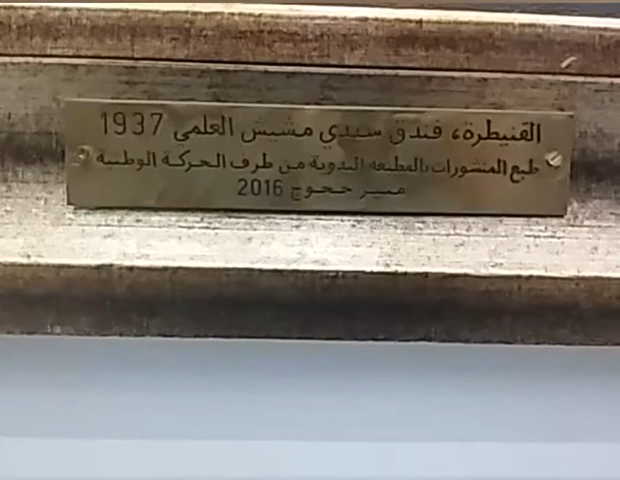 القنيطرة، فندق سيدي مشيش العلمي 1937
طبع المنشورات بالمطبعة اليدوية من طرف الحركة الوطنية
منير حجوج 2016